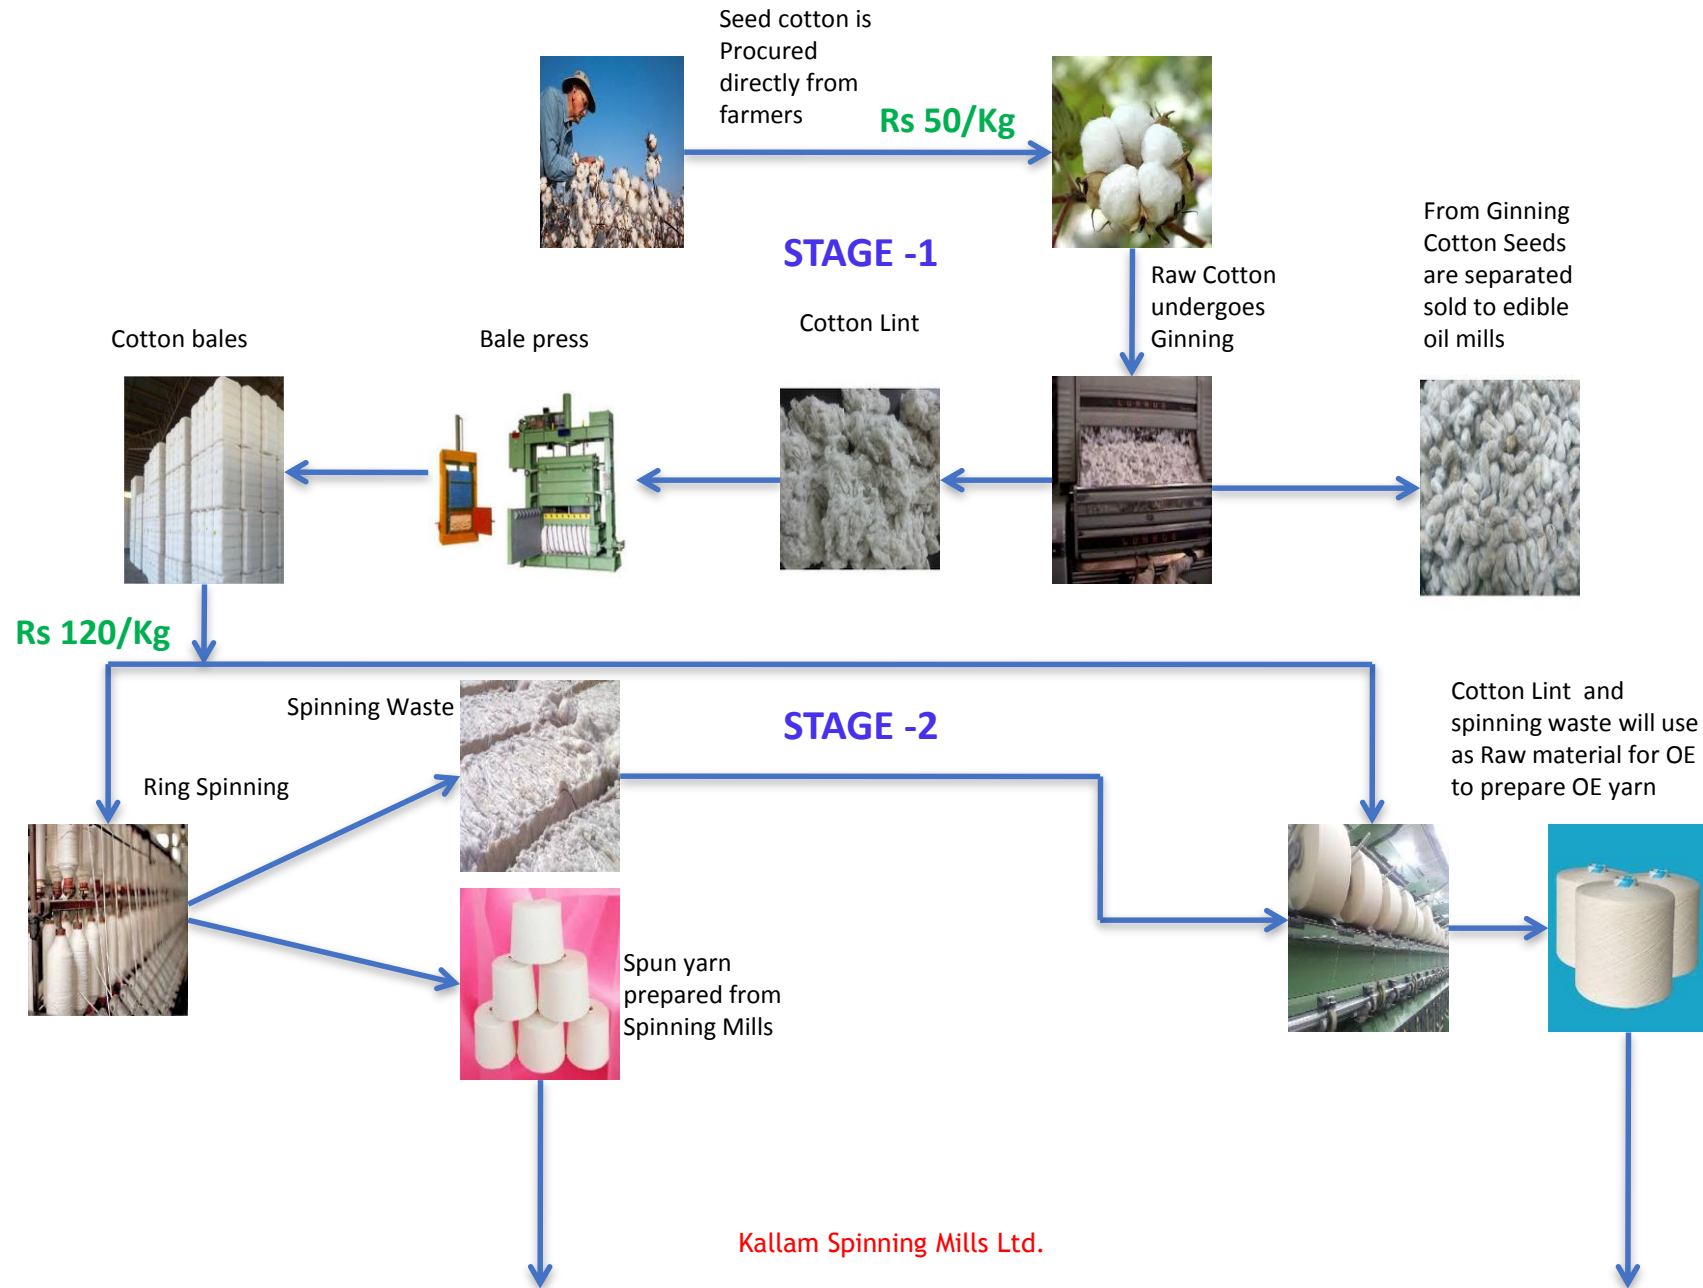 Seed cotton is
Procured
directly from
farmers
Rs 50/Kg
STAGE -1
Raw Cotton
undergoes
Ginning
From Ginning
Cotton Seeds
are separated
sold to edible
oil mills
Cotton Lint
Bale press
Cotton bales
LUMMUS
LUMMUS
Rs 120/Kg
STAGE -2
Spinning Waste
Ring Spinning
Cotton Lint  and
spinning waste will use
as Raw material for OE
to prepare OE yarn
Spun yarn
prepared from
Spinning Mills
Kallam Spinning Mills Ltd.